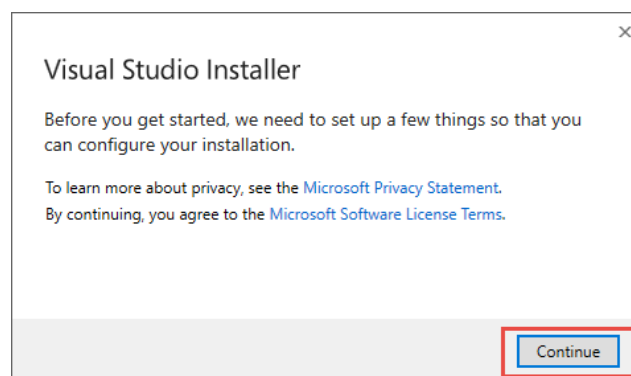 Visual Studio Installer
Before you get started, we need to set up a few things so that you
can configure your installation.
To learn more about privacy, see the Microsoft Privacy Statement.
By continuing, you agree to the Microsoft Software License Terms.
Continue